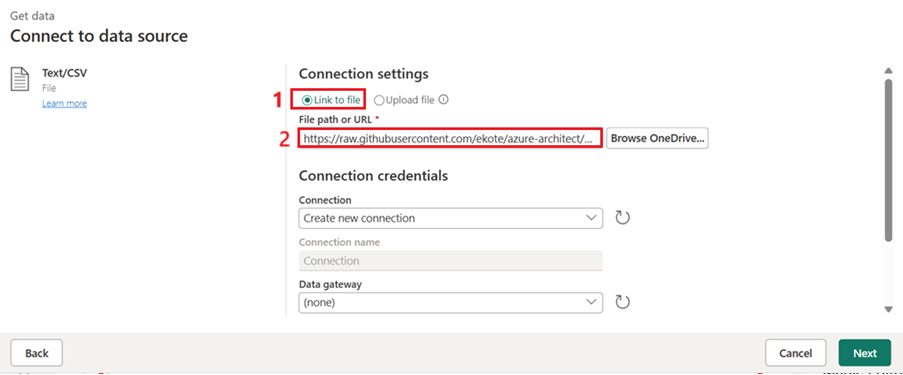 Get data
Connect to data source
Text/CSV
File
Learn more
Connection settings
1
Link to file
Upload file
File path or URL *
2
https://raw.githubusercontent.com/ekote/azure-architect/...
Browse OneDrive...
Connection credentials
Connection
Create new connection
Connection name
Connection
Data gateway
(none)
Back
Cancel
Next